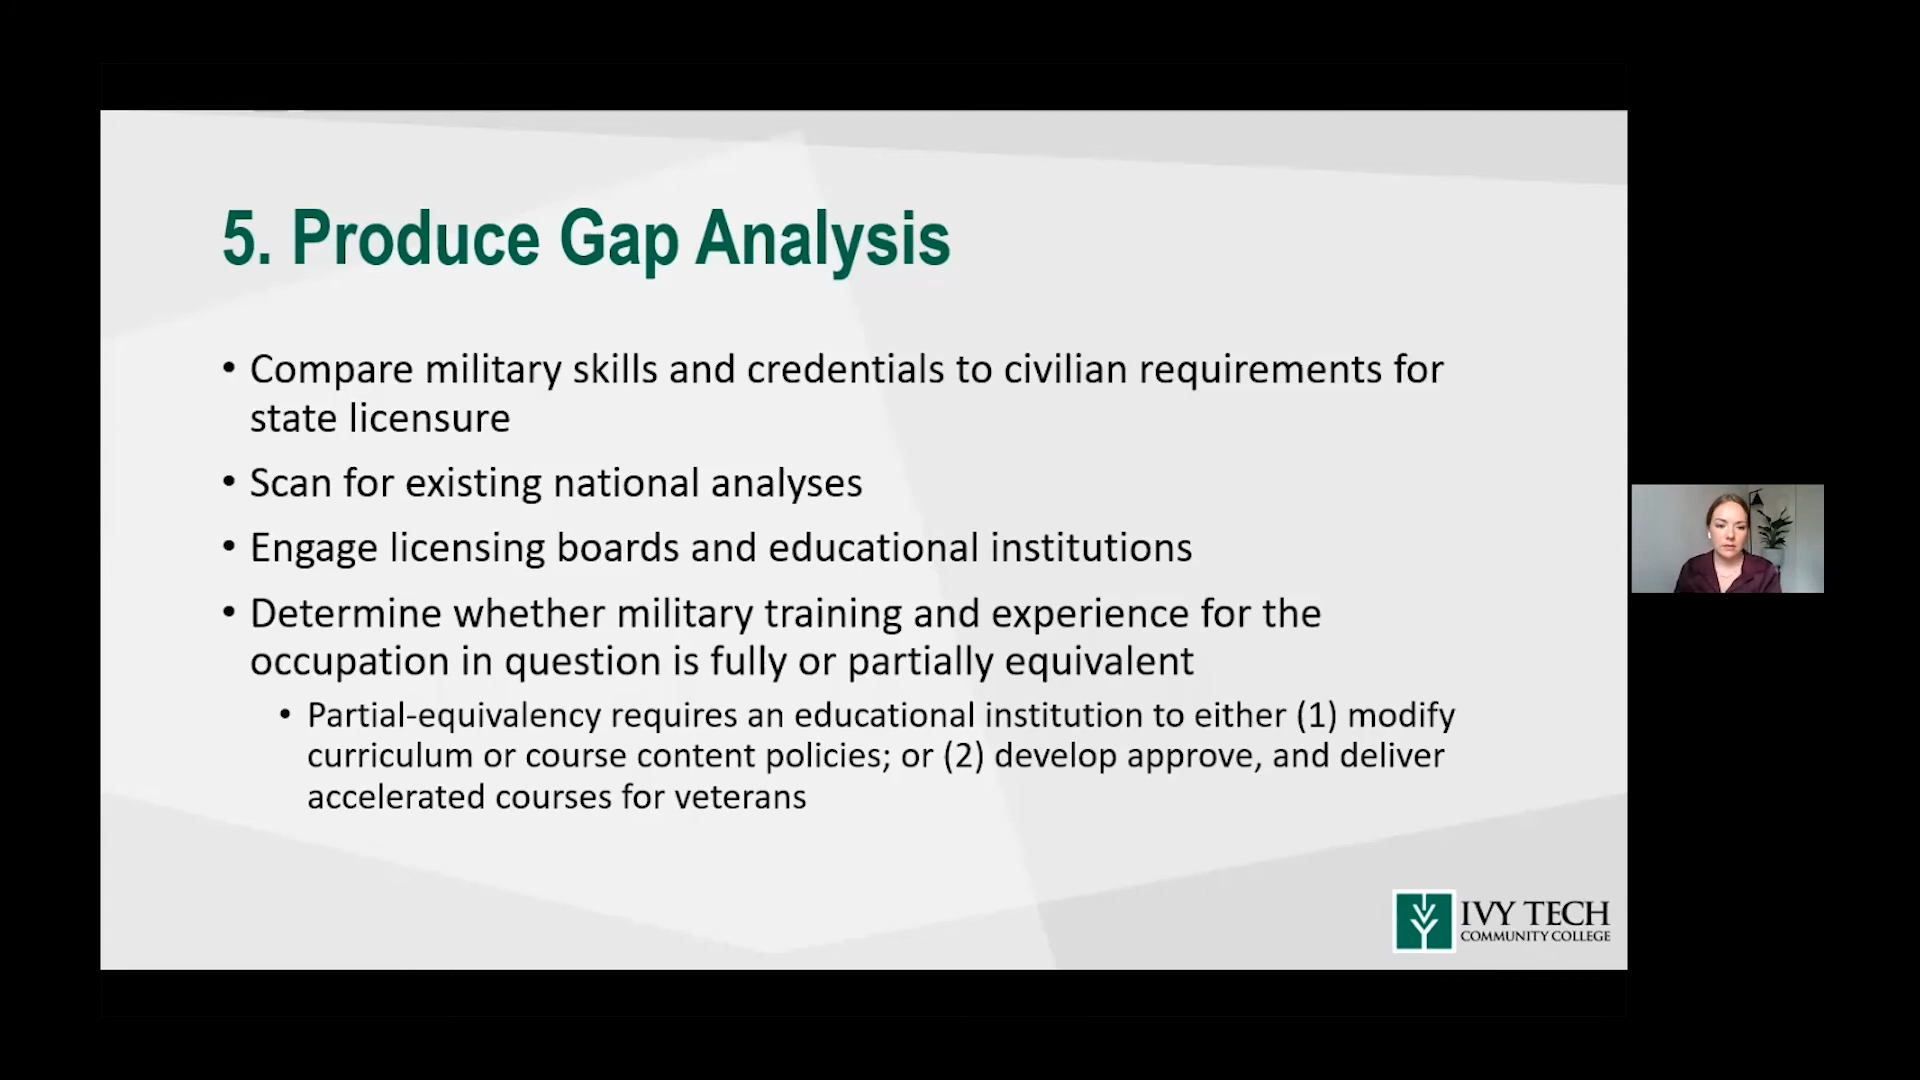 5. Produce Gap Analysis
• Compare military skills and credentials to civilian requirements for
state licensure
• Scan for existing national analyses
• Engage licensing boards and educational institutions
• Determine whether military training and experience for the
occupation in question is fully or partially equivalent
• Partial-equivalency requires an educational institution to either (1) modify
curriculum or course content policies; or (2) develop approve, and deliver
accelerated courses for veterans
IVY TECH
COMMUNITY COLLEGE